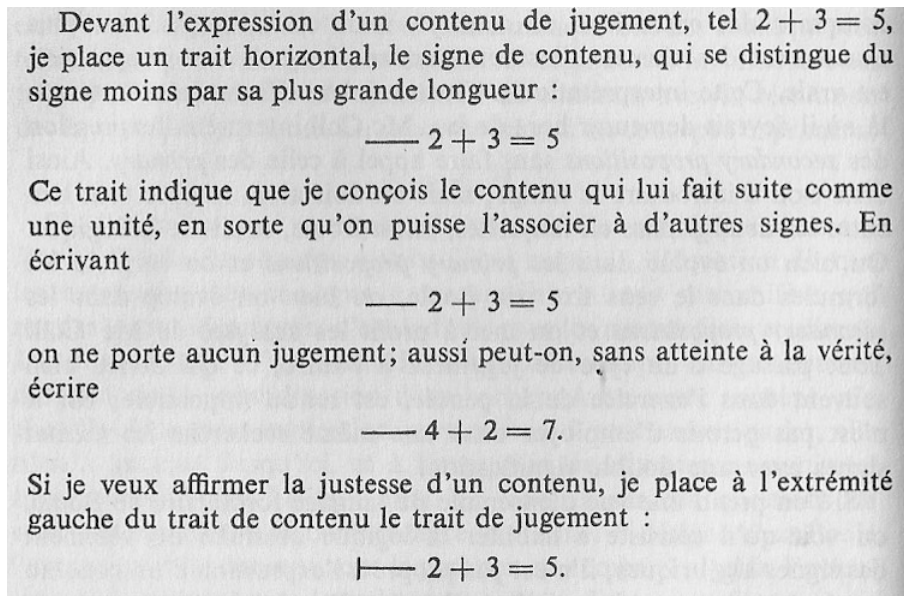 Devant l'expression d'un contenu de jugement, tel 2 + 3 = 5,
je place un trait horizontal, le signe de contenu, qui se distingue du
signe moins par sa plus grande longueur :
— 2 + 3 = 5
Ce trait indique que je conçois le contenu qui lui fait suite comme
une unité, en sorte qu'on puisse l'associer à d'autres signes. En
écrivant
— 2 + 3 = 5
on ne porte aucun jugement; aussi peut-on, sans atteinte à la vérité,
écrire
— 4 + 2 = 7.
Si je veux affirmer la justesse d'un contenu, je place à l'extrémité
gauche du trait de contenu le trait de jugement :
⊢ 2 + 3 = 5.